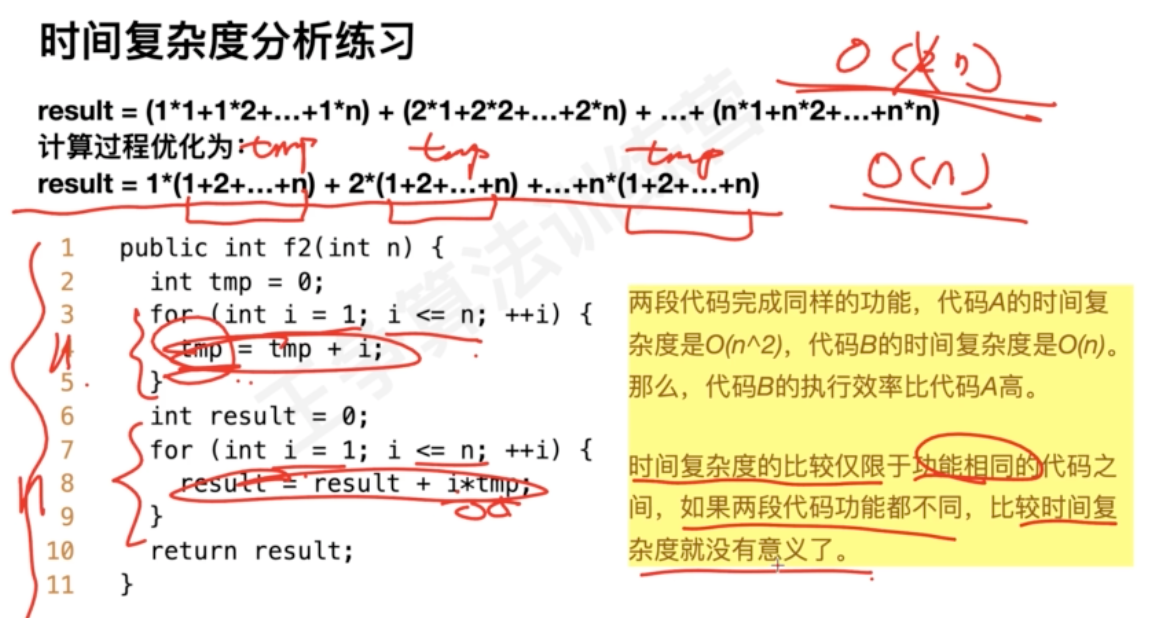 时间复杂度分析练习
O(2n)
result = (1*1+1*2+…+1*n) + (2*1+2*2+…+2*n) + …+ (n*1+n*2+…+n*n)
计算过程优化为:
tmp tmp tmp
result = 1*(1+2+…+n) + 2*(1+2+…+n) +…+n*(1+2+…+n)
O(n)
1 public int f2(int n) {
2 int tmp = 0;
3 for (int i = 1; i <= n; ++i) {
tmp = tmp + i;
n
5 }
6 int result = 0;
7 for (int i = 1; i <= n; ++i) {
8 result = result + i*tmp;
n
9 }
10 return result;
11 }
两段代码完成同样的功能，代码A的时间复
杂度是O(n^2)，代码B的时间复杂度是O(n)。
那么，代码B的执行效率比代码A高。
时间复杂度的比较仅限于功能相同的代码之
间，如果两段代码功能都不同，比较时间复
杂度就没有意义了。
王争算法训练营